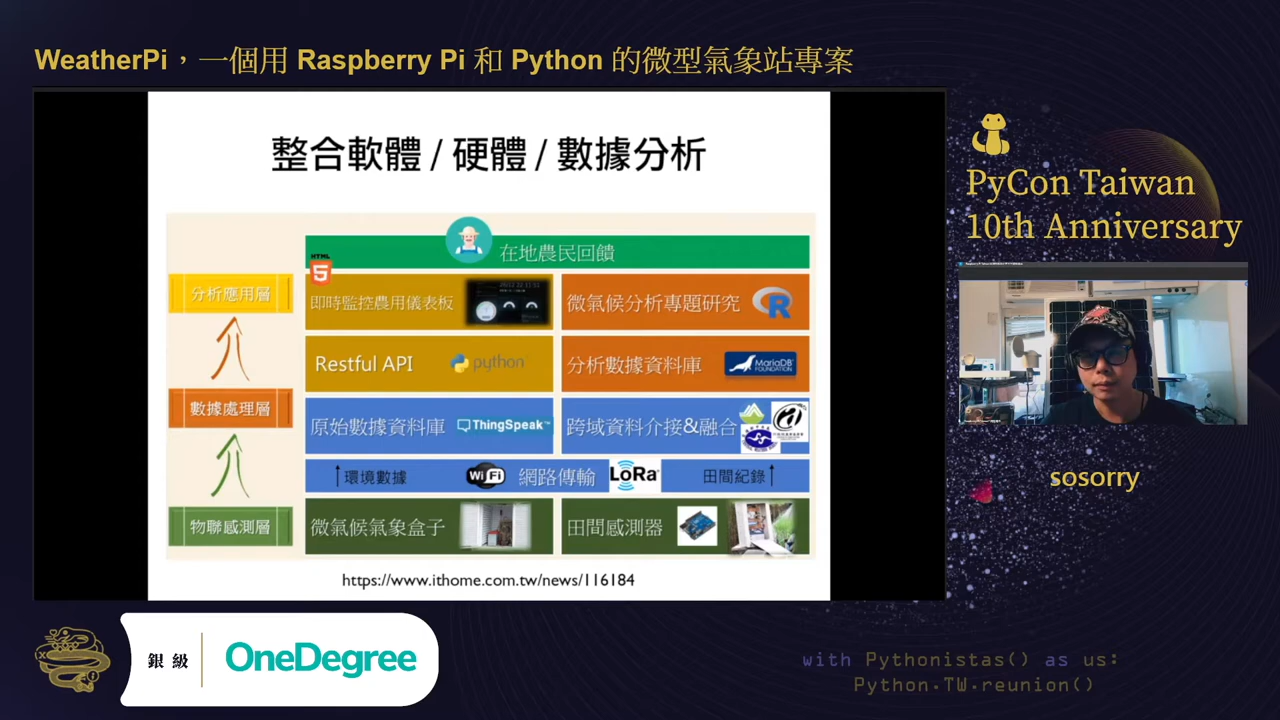 WeatherPi，一個用 Raspberry Pi 和 Python 的微型氣象站專案
整合軟體 / 硬體 / 數據分析
在地農民回饋
HTML
5
分析應用層
即時監控農用儀表板
微氣候分析專題研究
R
Restful API
python
分析數據資料庫
MariaDB
FOUNDATION
數據處理層
原始數據資料庫
ThingSpeak™
跨域資料介接&融合
環境數據
WiFi
網路傳輸
LoRa
田間紀錄
物聯感測層
微氣候氣象盒子
田間感測器
https://www.ithome.com.tw/news/116184
PyCon Taiwan
10th Anniversary
sosorry
銀級
OneDegree
with Pythonistas() as us:
Python.TW.reunion()